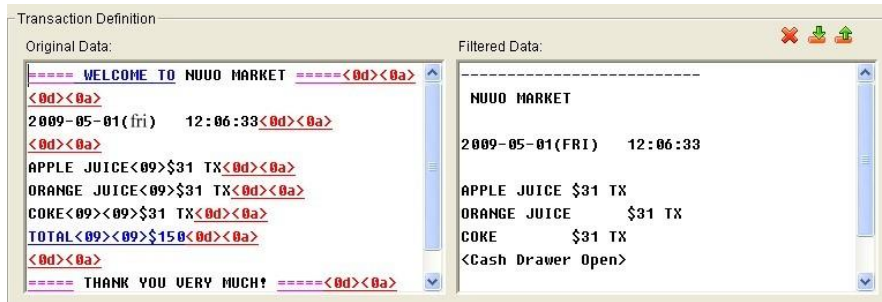 Transaction Definition
Original Data:
===== WELCOME TO NUUO MARKET =====<0d><0a>
<0d><0a>
2009-05-01(fri)   12:06:33<0d><0a>
<0d><0a>
APPLE JUICE<09>$31 TX<0d><0a>
ORANGE JUICE<09>$31 TX<0d><0a>
COKE<09><09>$31 TX<0d><0a>
TOTAL<09><09>$150<0d><0a>
<0d><0a>
===== THANK YOU VERY MUCH! =====<0d><0a>
Filtered Data:
--------------------------
NUUO MARKET
2009-05-01(FRI)   12:06:33
APPLE JUICE $31 TX
ORANGE JUICE      $31 TX
COKE         $31 TX
<Cash Drawer Open>